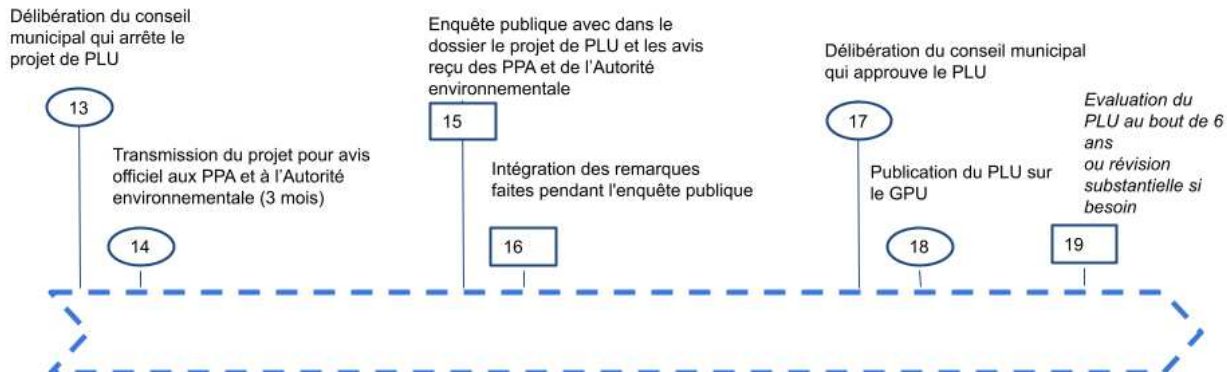 Délibération du conseil
municipal qui arrête le
projet de PLU
13
Transmission du projet pour avis
officiel aux PPA et à l'Autorité
environnementale (3 mois)
14
Enquête publique avec dans le
dossier le projet de PLU et les avis
reçu des PPA et de l'Autorité
environnementale
15
Intégration des remarques
faites pendant l'enquête publique
16
Délibération du conseil municipal
qui approuve le PLU
17
Publication du PLU sur
le GPU
18
Evaluation du
PLU au bout de 6
ans
ou révision
substantielle si
besoin
19